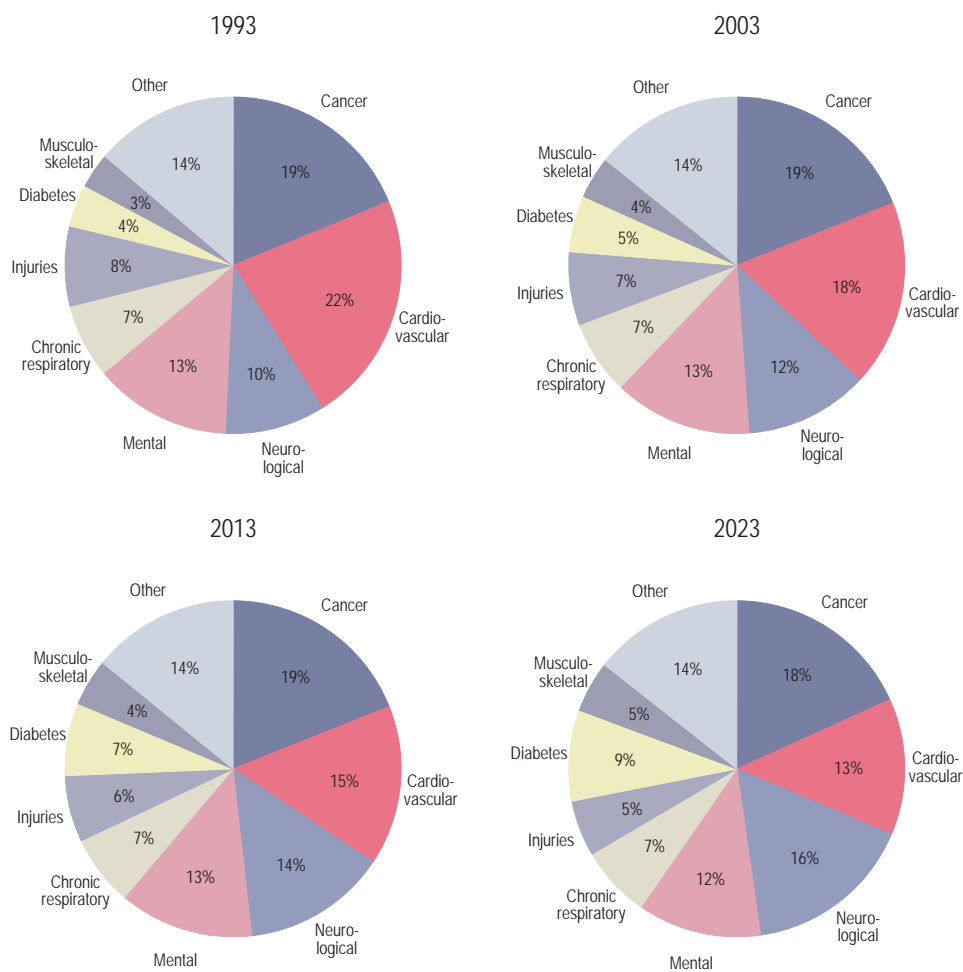 1993
Other
Cancer
Musculo-
skeletal
14%
19%
Diabetes
3%
4%
Injuries
8%
22%
Cardio-
vascular
7%
Chronic
respiratory
13%
10%
Mental
Neuro-
logical
2003
Other
Cancer
Musculo-
skeletal
14%
19%
Diabetes
4%
5%
Injuries
7%
18%
Cardio-
vascular
7%
Chronic
respiratory
13%
12%
Mental
Neuro-
logical
2013
Other
Cancer
Musculo-
skeletal
14%
19%
4%
Diabetes
7%
15%
Cardio-
vascular
Injuries
6%
7%
Chronic
respiratory
13%
14%
Mental
Neuro-
logical
2023
Other
Cancer
Musculo-
skeletal
14%
18%
5%
Diabetes
9%
13%
Cardio-
vascular
Injuries
5%
7%
Chronic
respiratory
12%
16%
Mental
Neuro-
logical